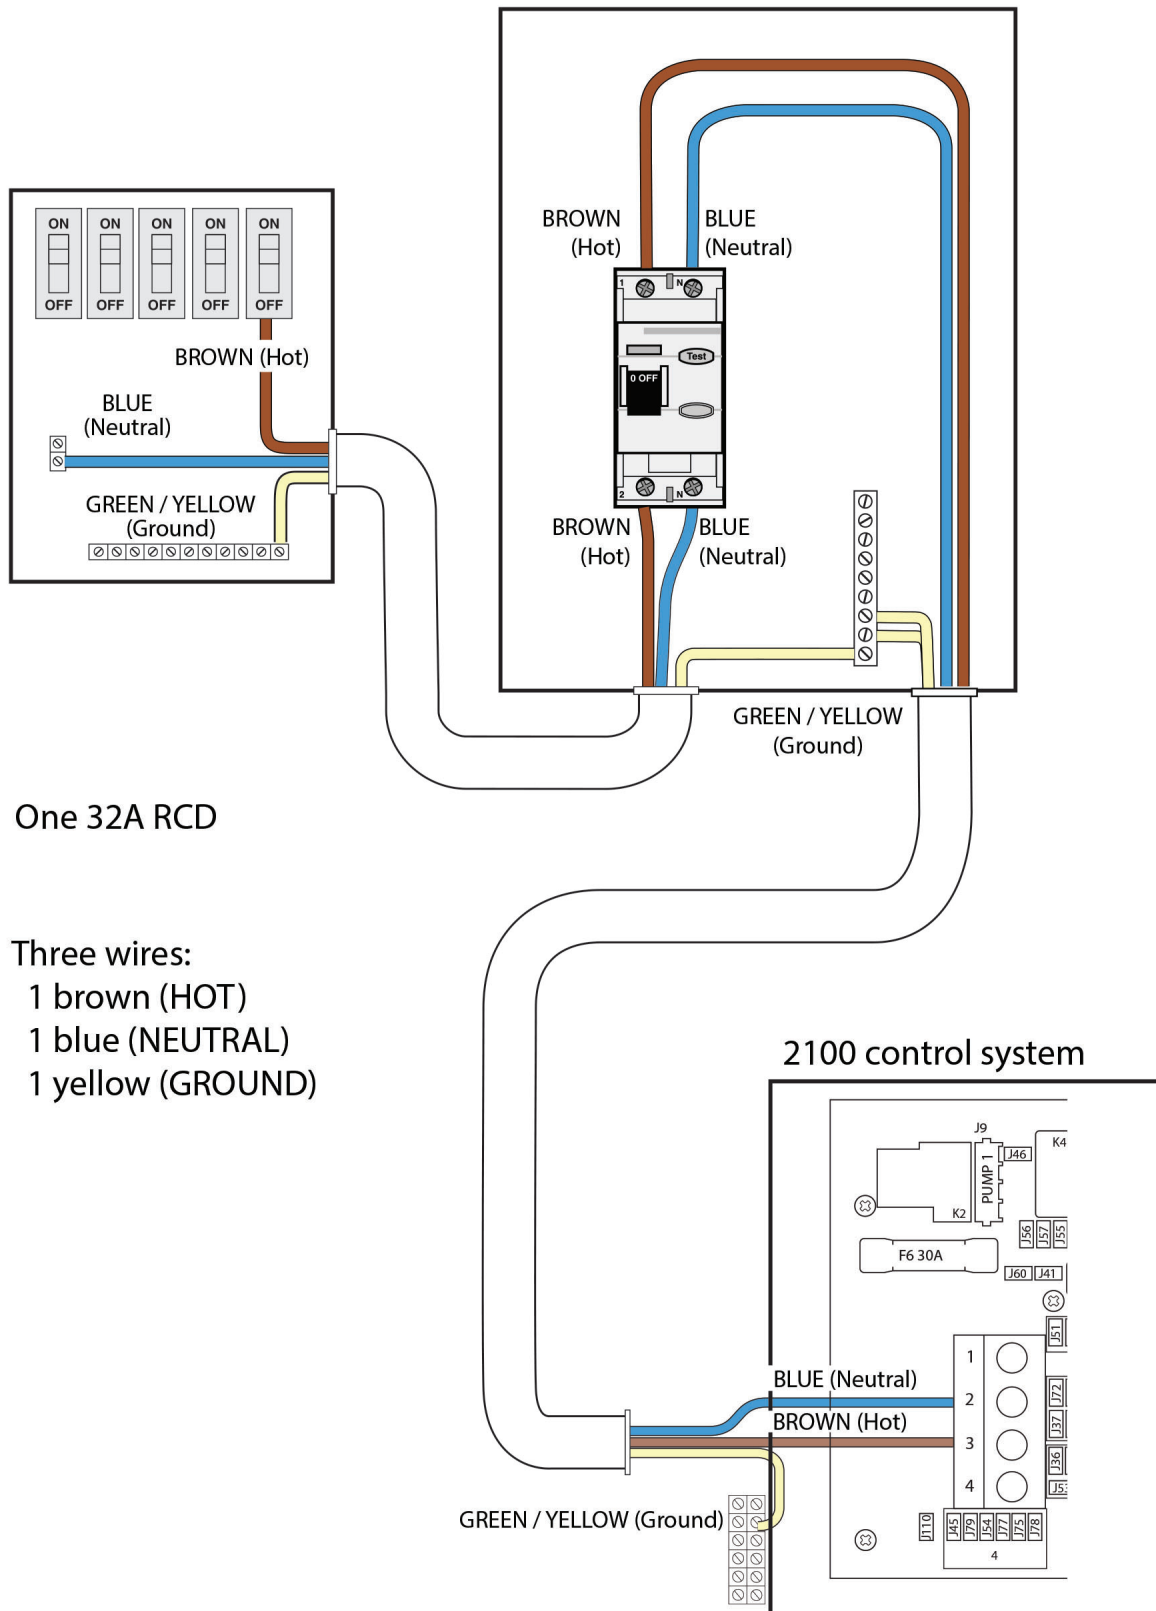 BROWN
(Hot)
BLUE
(Neutral)
1
N
Test
0 OFF
2
N
BROWN
(Hot)
BLUE
(Neutral)
ON
ON
ON
ON
ON
OFF
OFF
OFF
OFF
OFF
BROWN (Hot)
BLUE
(Neutral)
GREEN / YELLOW
(Ground)
GREEN / YELLOW
(Ground)
One 32A RCD
Three wires:
1 brown (HOT)
1 blue (NEUTRAL)
1 yellow (GROUND)
2100 control system
J9
PUMP 1
J46
K4
K2
J56
J57
J55
F6 30A
J60
J41
J51
1
2
3
4
J72
J37
J36
J53
BLUE (Neutral)
BROWN (Hot)
GREEN / YELLOW (Ground)
J110
J45
J79
J54
J77
J75
J78
4